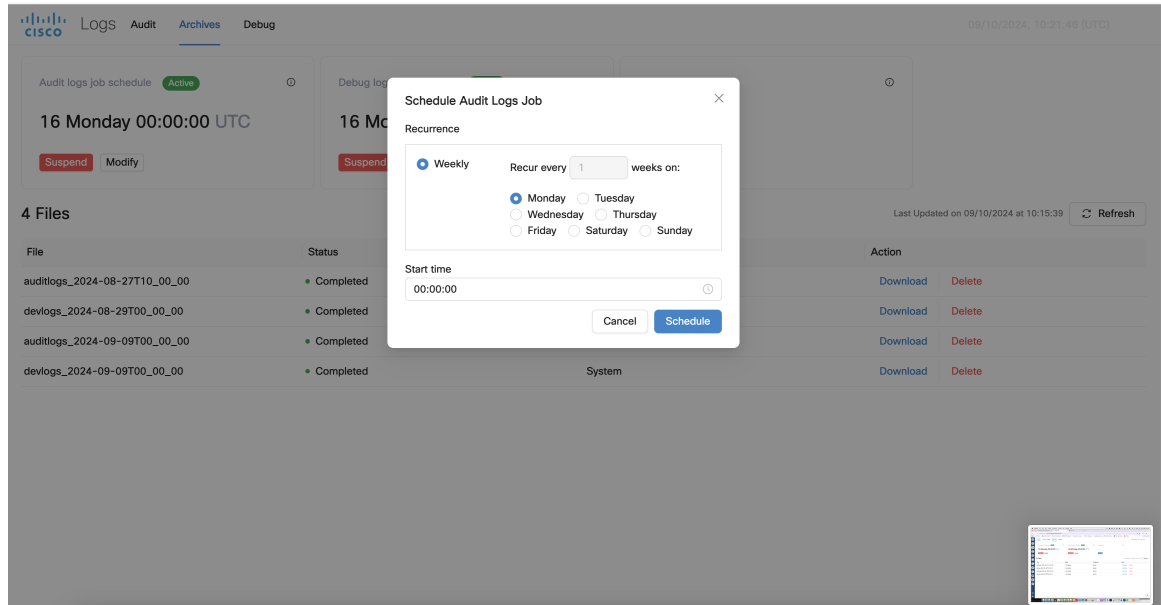 CISCO Logs Audit Archives Debug 09/10/2024, 10:21:46 (UTC)
Audit logs job schedule Active
Debug log
16 Monday 00:00:00 UTC
16 Mo
Suspend Modify
Suspend
Schedule Audit Logs Job
Recurrence
Weekly
Recur every 1 weeks on:
Monday Tuesday
Wednesday Thursday
Friday Saturday Sunday
Start time
00:00:00
Cancel Schedule
4 Files
Last Updated on 09/10/2024 at 10:15:39 Refresh
File Status Action
auditlogs_2024-08-27T10_00_00 Completed Download Delete
devlogs_2024-08-29T00_00_00 Completed Download Delete
auditlogs_2024-09-09T00_00_00 Completed Download Delete
devlogs_2024-09-09T00_00_00 Completed System Download Delete